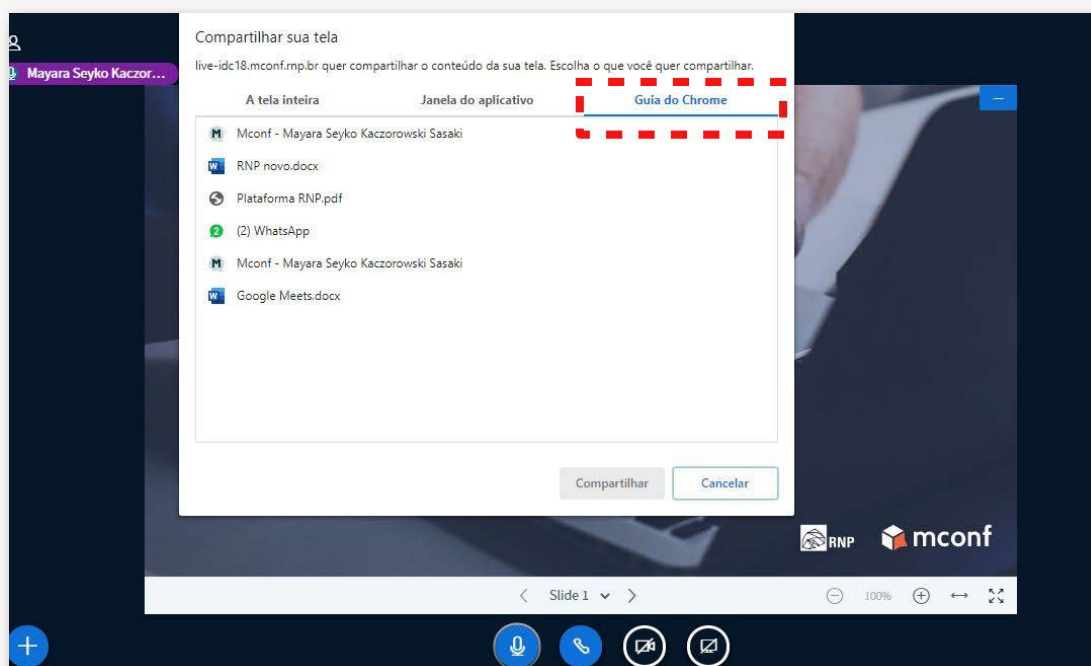 Compartilhar sua tela
live-idc18.mconf.rnp.br quer compartilhar o conteúdo da sua tela. Escolha o que você quer compartilhar.
Mayara Seyko Kaczor...
A tela inteira
Janela do aplicativo
Guia do Chrome
Mconf - Mayara Seyko Kaczorowski Sasaki
RNP novo.docx
Plataforma RNP.pdf
(2) WhatsApp
Mconf - Mayara Seyko Kaczorowski Sasaki
Google Meets.docx
Compartilhar
Cancelar
RNP
mconf
Slide 1
100%